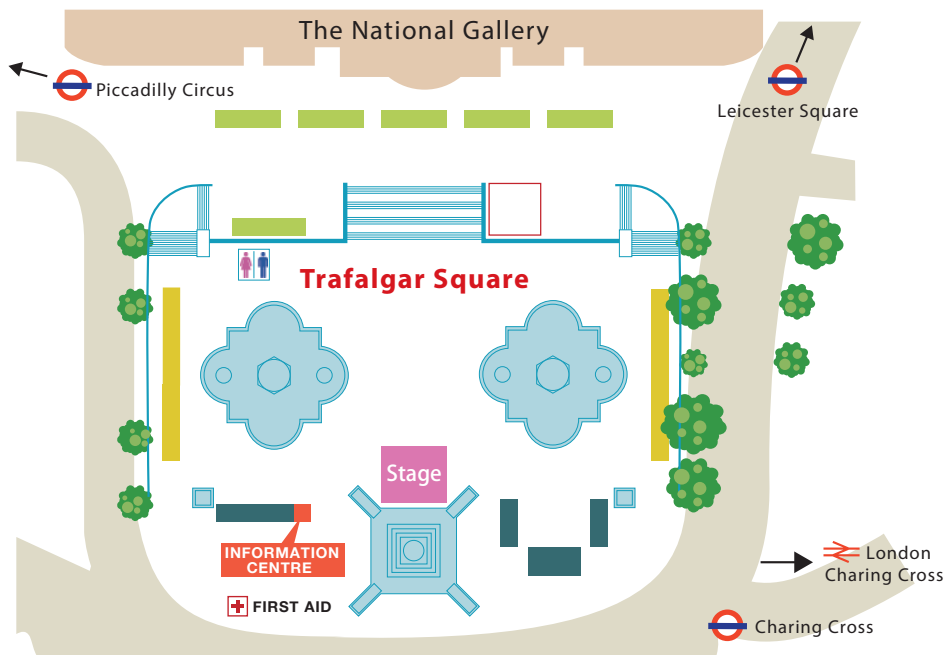 The National Gallery
Piccadilly Circus
Leicester Square
Trafalgar Square
Stage
INFORMATION
CENTRE
FIRST AID
London
Charing Cross
Charing Cross